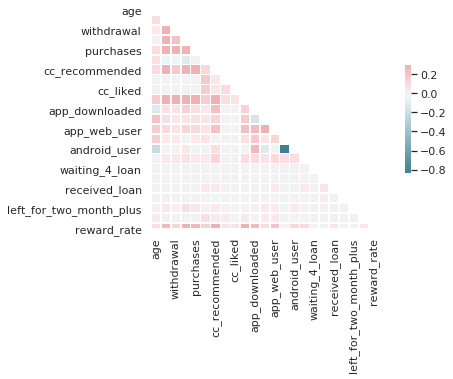 age
withdrawal
purchases
cc_recommended
cc_liked
app_downloaded
app_web_user
android_user
waiting_4_loan
received_loan
left_for_two_month_plus
reward_rate
age
withdrawal
purchases
cc_recommended
cc_liked
app_downloaded
app_web_user
android_user
waiting_4_loan
received_loan
left_for_two_month_plus
reward_rate
0.2
0.0
−0.2
−0.4
−0.6
−0.8